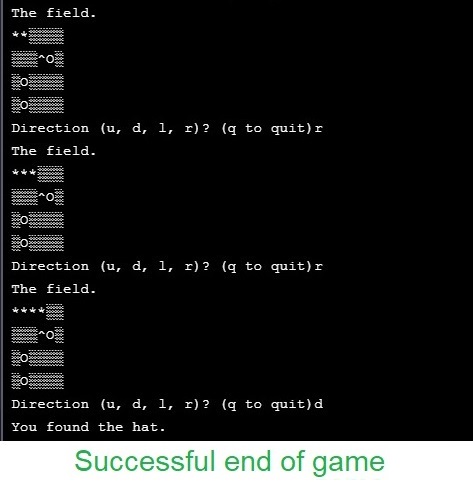 The field.
**░░░░
░░░^O░
░O░░░░
░O░░░░
Direction (u, d, l, r)? (q to quit)r
The field.
***░░░
░░░^O░
░O░░░░
░O░░░░
Direction (u, d, l, r)? (q to quit)r
The field.
****░░
░░░^O░
░O░░░░
░O░░░░
Direction (u, d, l, r)? (q to quit)d
You found the hat.
Successful end of game